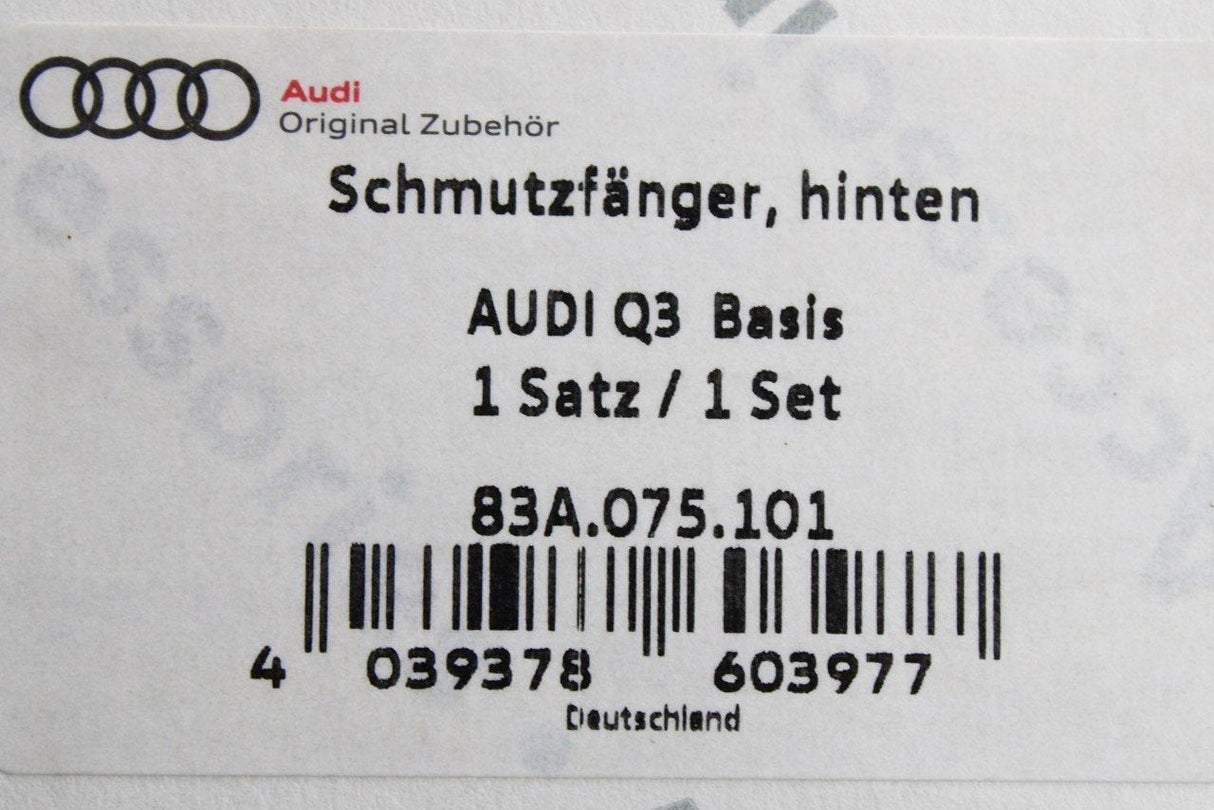 Audi
Original Zubehör
Schmutzfänger, hinten
AUDI Q3 Basis
1 Satz / 1 Set
83A.075.101
4 039378 603977
Deutschland